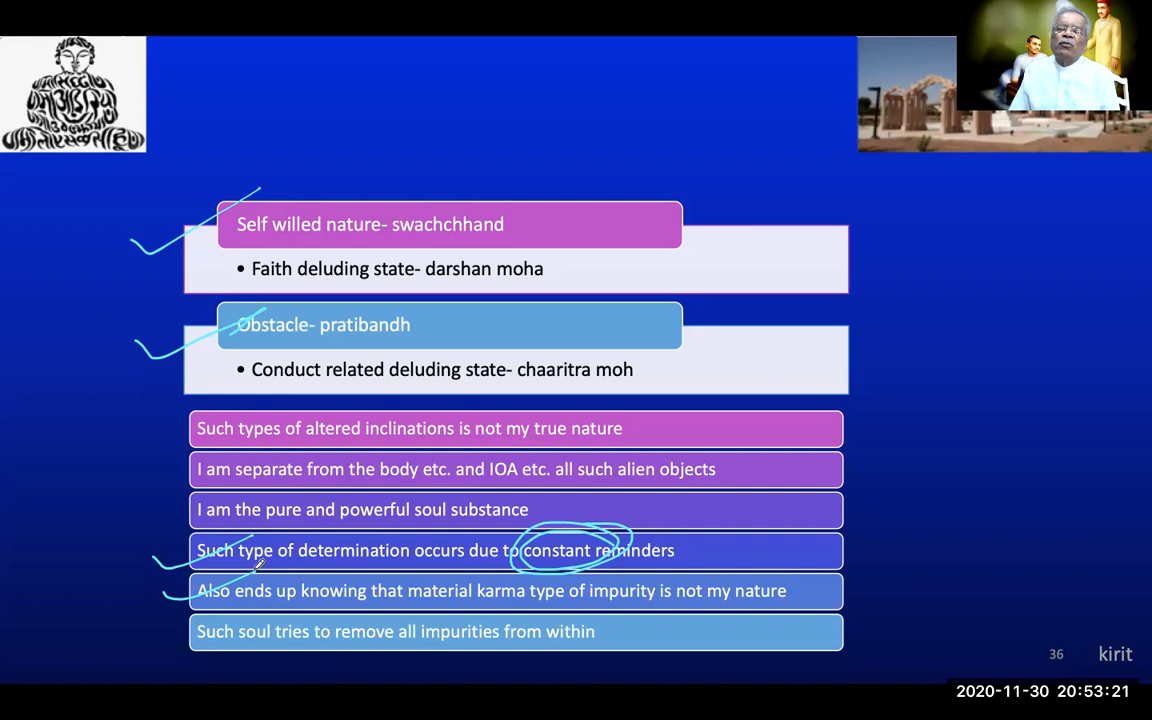 Self willed nature- swachchhand
• Faith deluding state- darshan moha
Obstacle- pratibandh
• Conduct related deluding state- chaaritra moh
Such types of altered inclinations is not my true nature
I am separate from the body etc. and IOA etc. all such alien objects
I am the pure and powerful soul substance
Such type of determination occurs due to constant reminders
Also ends up knowing that material karma type of impurity is not my nature
Such soul tries to remove all impurities from within
36 kirit
2020-11-30 20:53:21